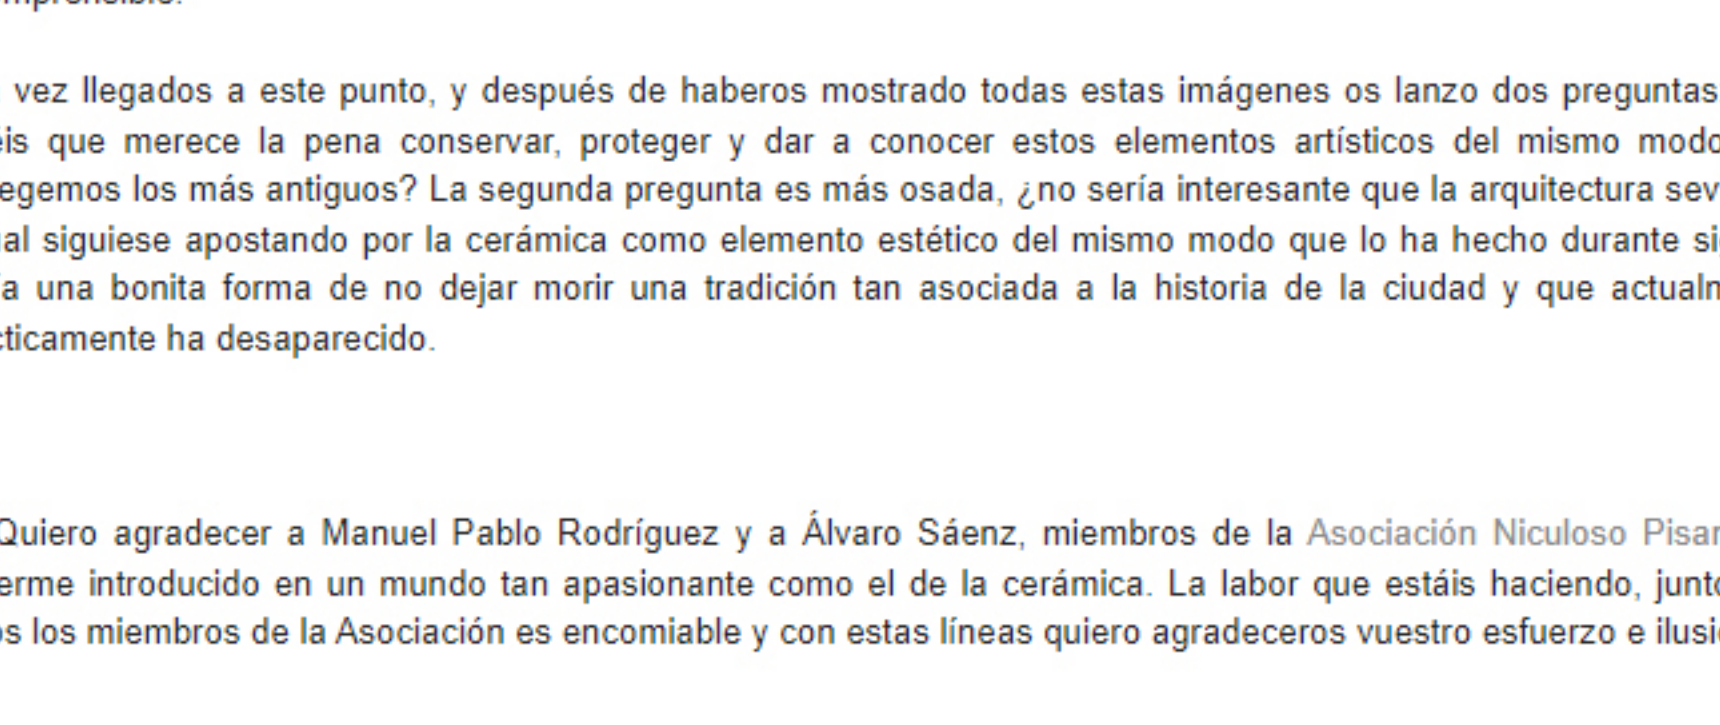 vez llegados a este punto, y después de haberos mostrado todas estas imágenes os lanzo dos preguntas
que merece la pena conservar, proteger y dar a conocer estos elementos artísticos del mismo modo
los más antiguos? La segunda pregunta es más osada, ¿no sería interesante que la arquitectura
siguiese apostando por la cerámica como elemento estético del mismo modo que lo ha hecho durante
una bonita forma de no dejar morir una tradición tan asociada a la historia de la ciudad y que
ha desaparecido.
Quiero agradecer a Manuel Pablo Rodríguez y a Álvaro Sáenz, miembros de la Asociación Niculoso
introducido en un mundo tan apasionante como el de la cerámica. La labor que estáis haciendo,
los miembros de la Asociación es encomiable y con estas líneas quiero agradeceros vuestro esfuerzo e